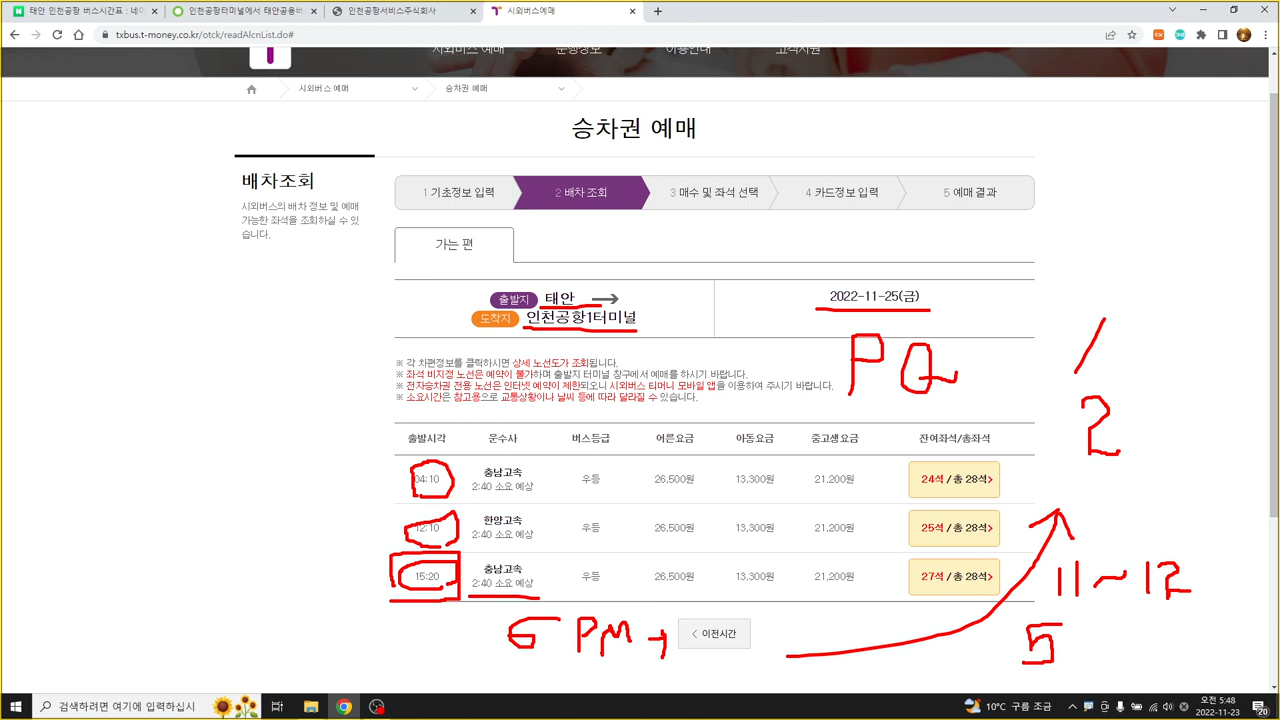 태안 인천공항 버스시간표 : 네이
인천공항터미널에서 태안공용버
인천공항서비스주식회사
시외버스예매
txbus.t-money.co.kr/otck/readAlcnList.do#
시외버스 예매
운행정보
이용안내
고객지원
시외버스 예매
승차권 예매
승차권 예매
배차조회
시외버스의 배차 정보 및 예매
가능한 좌석을 조회하실 수 있
습니다.
1 기초정보 입력
2 배차 조회
3 매수 및 좌석 선택
4 카드정보 입력
5 예매 결과
가는 편
출발지 태안
도착지 인천공항1터미널
2022-11-25(금)
PQ
※ 각 차편정보를 클릭하시면 상세 노선도가 조회됩니다.
※ 좌석 비지정 노선은 예약이 불가하며 출발지 터미널 창구에서 예매를 하시기 바랍니다.
※ 전자승차권 전용 노선은 인터넷 예약이 제한되오니 시외버스 티머니 모바일 앱을 이용하여 주시기 바랍니다.
※ 소요시간은 참고용으로 교통상황이나 날씨 등에 따라 달라질 수 있습니다.
2
출발시각 운수사 버스등급 어른요금 아동요금 중고생요금 잔여좌석/총좌석
04:10 충남고속 2:40 소요 예상 우등 26,500원 13,300원 21,200원 24석 / 총 28석
12:10 한양고속 2:40 소요 예상 우등 26,500원 13,300원 21,200원 25석 / 총 28석
15:20 충남고속 2:40 소요 예상 우등 26,500원 13,300원 21,200원 27석 / 총 28석
11~12
6 PM
이전시간
5
검색하려면 여기에 입력하십시
10℃ 구름 조금
오전 5:48
2022-11-23
20